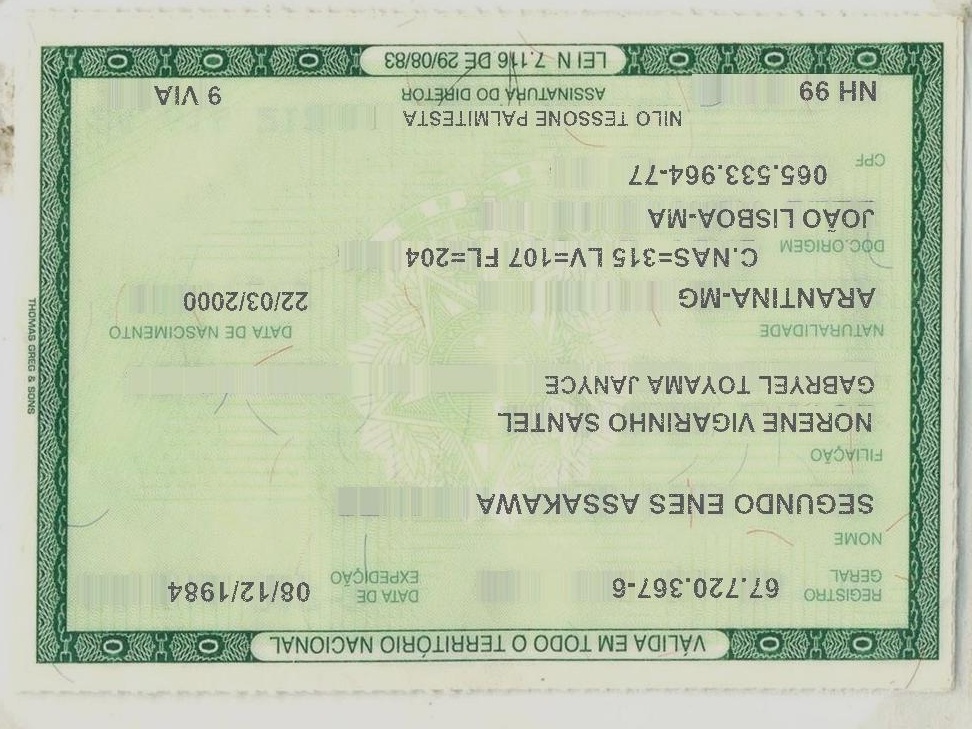 VÁLIDA EM TODO O TERRITÓRIO NACIONAL
REGISTRO GERAL 67.720.367-6 DATA DE EXPEDIÇÃO 08/12/1984
NOME
SEGUNDO ENES ASSAKAWA
FILIAÇÃO
NORENE VIGARINHO SANTEL
GABRYEL TOYAMA JANYCE
NATURALIDADE DATA DE NASCIMENTO
ARANTINA-MG 22/03/2000
DOC.ORIGEM C.NAS=315 LV=107 FL=204
JOÃO LISBOA-MA
CPF 065.533.964-77
NILO TESSONE PALMITESTA
NH 99 ASSINATURA DO DIRETOR 9 VIA
LEI N 7.116 DE 29/08/83
THOMAS GREG & SONS